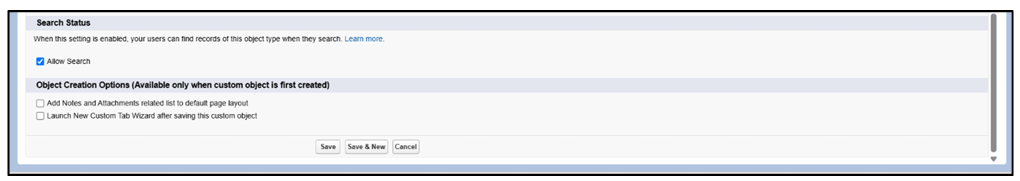 Search Status
When this setting is enabled, your users can find records of this object type when they search. Learn more.
Allow Search
Object Creation Options (Available only when custom object is first created)
Add Notes and Attachments related list to default page layout
Launch New Custom Tab Wizard after saving this custom object
Save Save & New Cancel